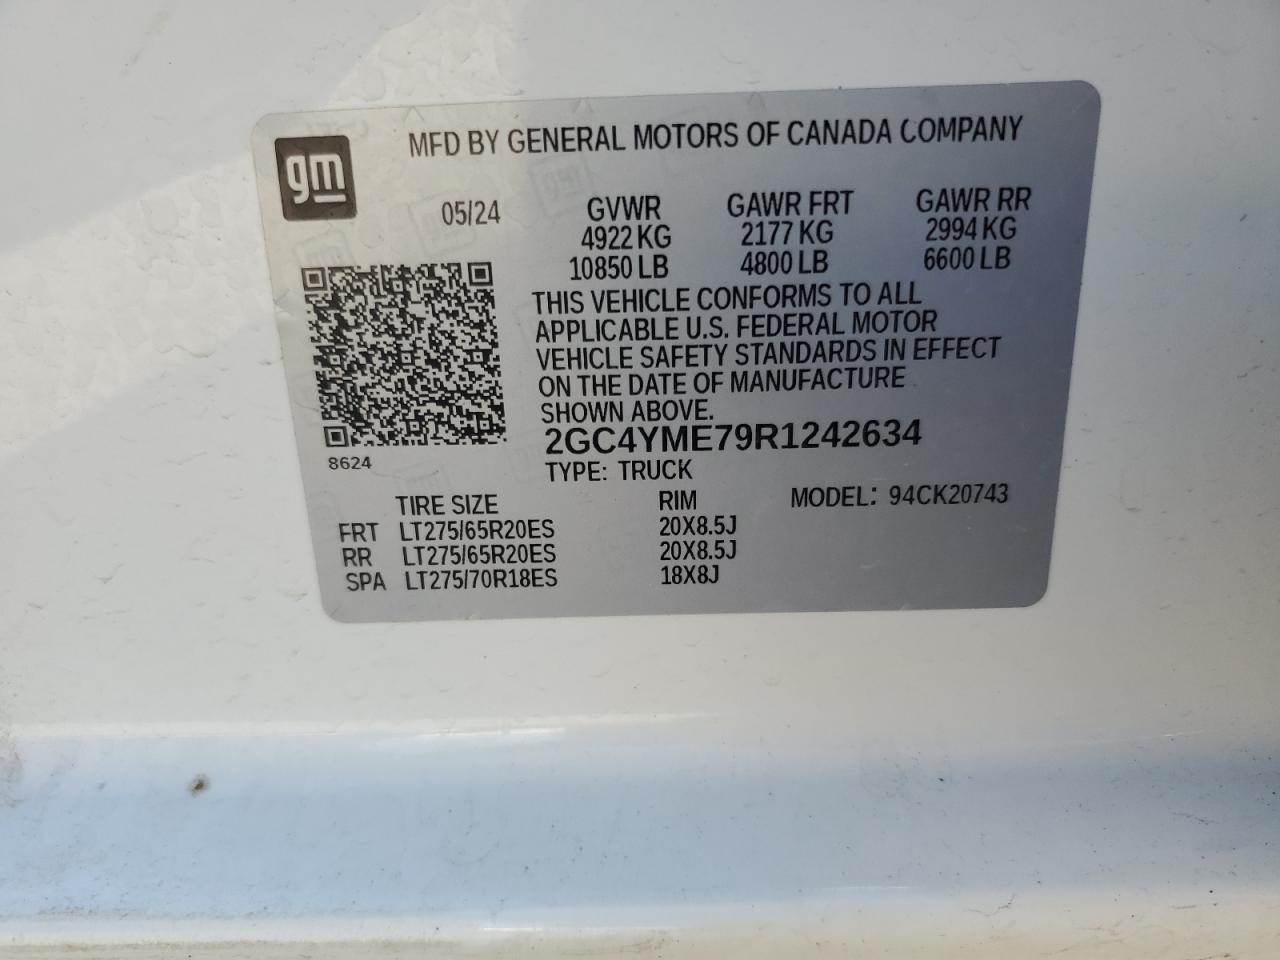 gm
MFD BY GENERAL MOTORS OF CANADA COMPANY
05/24
GVWR GAWR FRT GAWR RR
4922 KG 2177 KG 2994 KG
10850 LB 4800 LB 6600 LB
THIS VEHICLE CONFORMS TO ALL
APPLICABLE U.S. FEDERAL MOTOR
VEHICLE SAFETY STANDARDS IN EFFECT
ON THE DATE OF MANUFACTURE
SHOWN ABOVE.
2GC4YME79R1242634
8624
TYPE: TRUCK
TIRE SIZE RIM MODEL: 94CK20743
FRT LT275/65R20ES 20X8.5J
RR LT275/65R20ES 20X8.5J
SPA LT275/70R18ES 18X8J